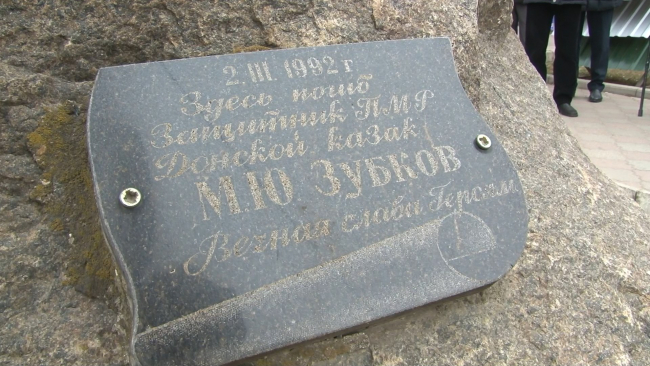 2. III. 1992 г
Здесь погиб
Защитник ПМР
Донской казак
М.Ю ЗУБКОВ
Вечная слава Героям